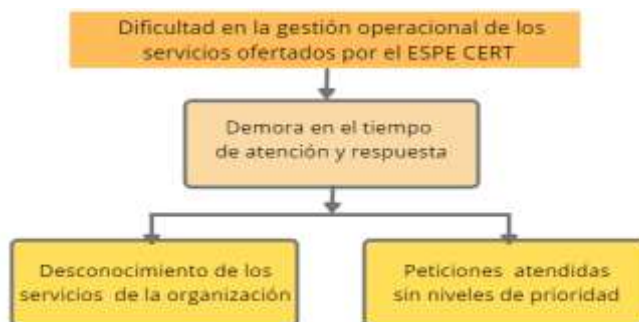 Dificultad en la gestión operacional de los
servicios ofertados por el ESPE CERT
Demora en el tiempo
de atención y respuesta
Desconocimiento de los
servicios de la organización
Peticiones atendidas
sin niveles de prioridad